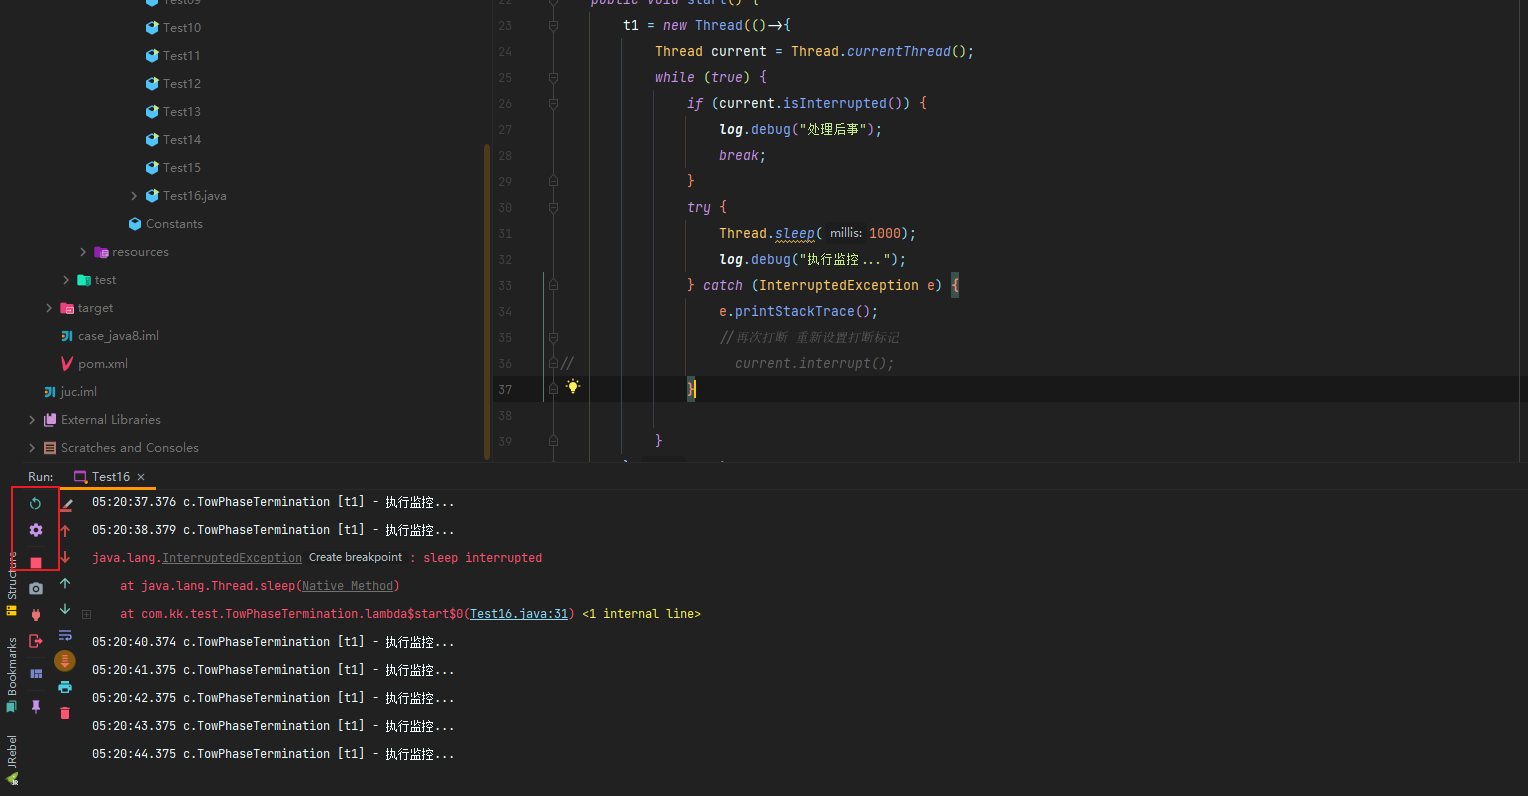 Test09
Test10
Test11
Test12
Test13
Test14
Test15
Test16.java
Constants
resources
test
target
case_java8.iml
pom.xml
juc.iml
External Libraries
Scratches and Consoles
22 public void start() {
23 t1 = new Thread(()->{
24 Thread current = Thread.currentThread();
25 while (true) {
26 if (current.isInterrupted()) {
27 log.debug("处理后事");
28 break;
29 }
30 try {
31 Thread.sleep( millis: 1000);
32 log.debug("执行监控...");
33 } catch (InterruptedException e) {
34 e.printStackTrace();
35 //再次打断 重新设置打断标记
36 // current.interrupt();
37 }
38
39 }
Run: Test16 ×
05:20:37.376 c.TowPhaseTermination [t1] - 执行监控...
05:20:38.379 c.TowPhaseTermination [t1] - 执行监控...
java.lang.InterruptedException Create breakpoint : sleep interrupted
at java.lang.Thread.sleep(Native Method)
at com.kk.test.TowPhaseTermination.lambda$start$0(Test16.java:31) <1 internal line>
05:20:40.374 c.TowPhaseTermination [t1] - 执行监控...
05:20:41.375 c.TowPhaseTermination [t1] - 执行监控...
05:20:42.375 c.TowPhaseTermination [t1] - 执行监控...
05:20:43.375 c.TowPhaseTermination [t1] - 执行监控...
05:20:44.375 c.TowPhaseTermination [t1] - 执行监控...
Structure
Bookmarks
JRebel